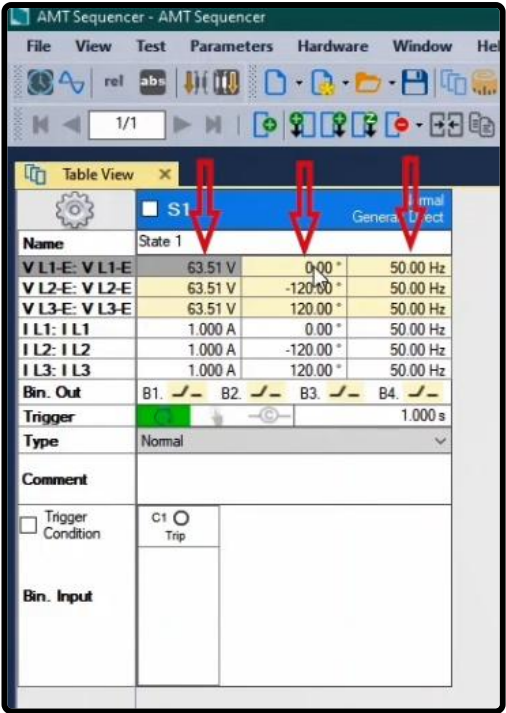 AMT Sequencer - AMT Sequencer
File View Test Parameters Hardware Window
rel abs
1/1
Table View ×
S1
Name State 1
V L1-E: V L1-E 63.51 V 0.00 ° 50.00 Hz
V L2-E: V L2-E 63.51 V -120.00 ° 50.00 Hz
V L3-E: V L3-E 63.51 V 120.00 ° 50.00 Hz
I L1: I L1 1.000 A 0.00 ° 50.00 Hz
I L2: I L2 1.000 A -120.00 ° 50.00 Hz
I L3: I L3 1.000 A 120.00 ° 50.00 Hz
Bin. Out B1. B2. B3. B4.
Trigger C 1.000 s
Type Normal
Comment
Trigger Condition
C1
Trip
Bin. Input